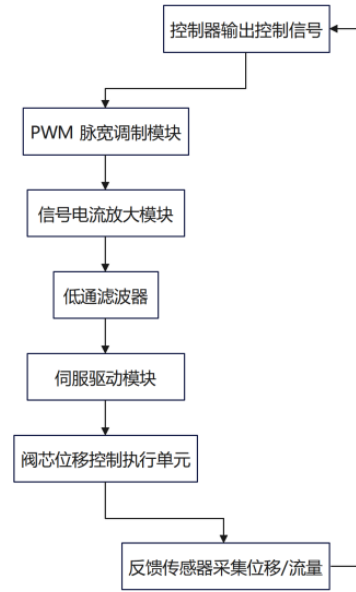 控制器输出控制信号
PWM 脉宽调制模块
信号电流放大模块
低通滤波器
伺服驱动模块
阀芯位移控制执行单元
反馈传感器采集位移/流量